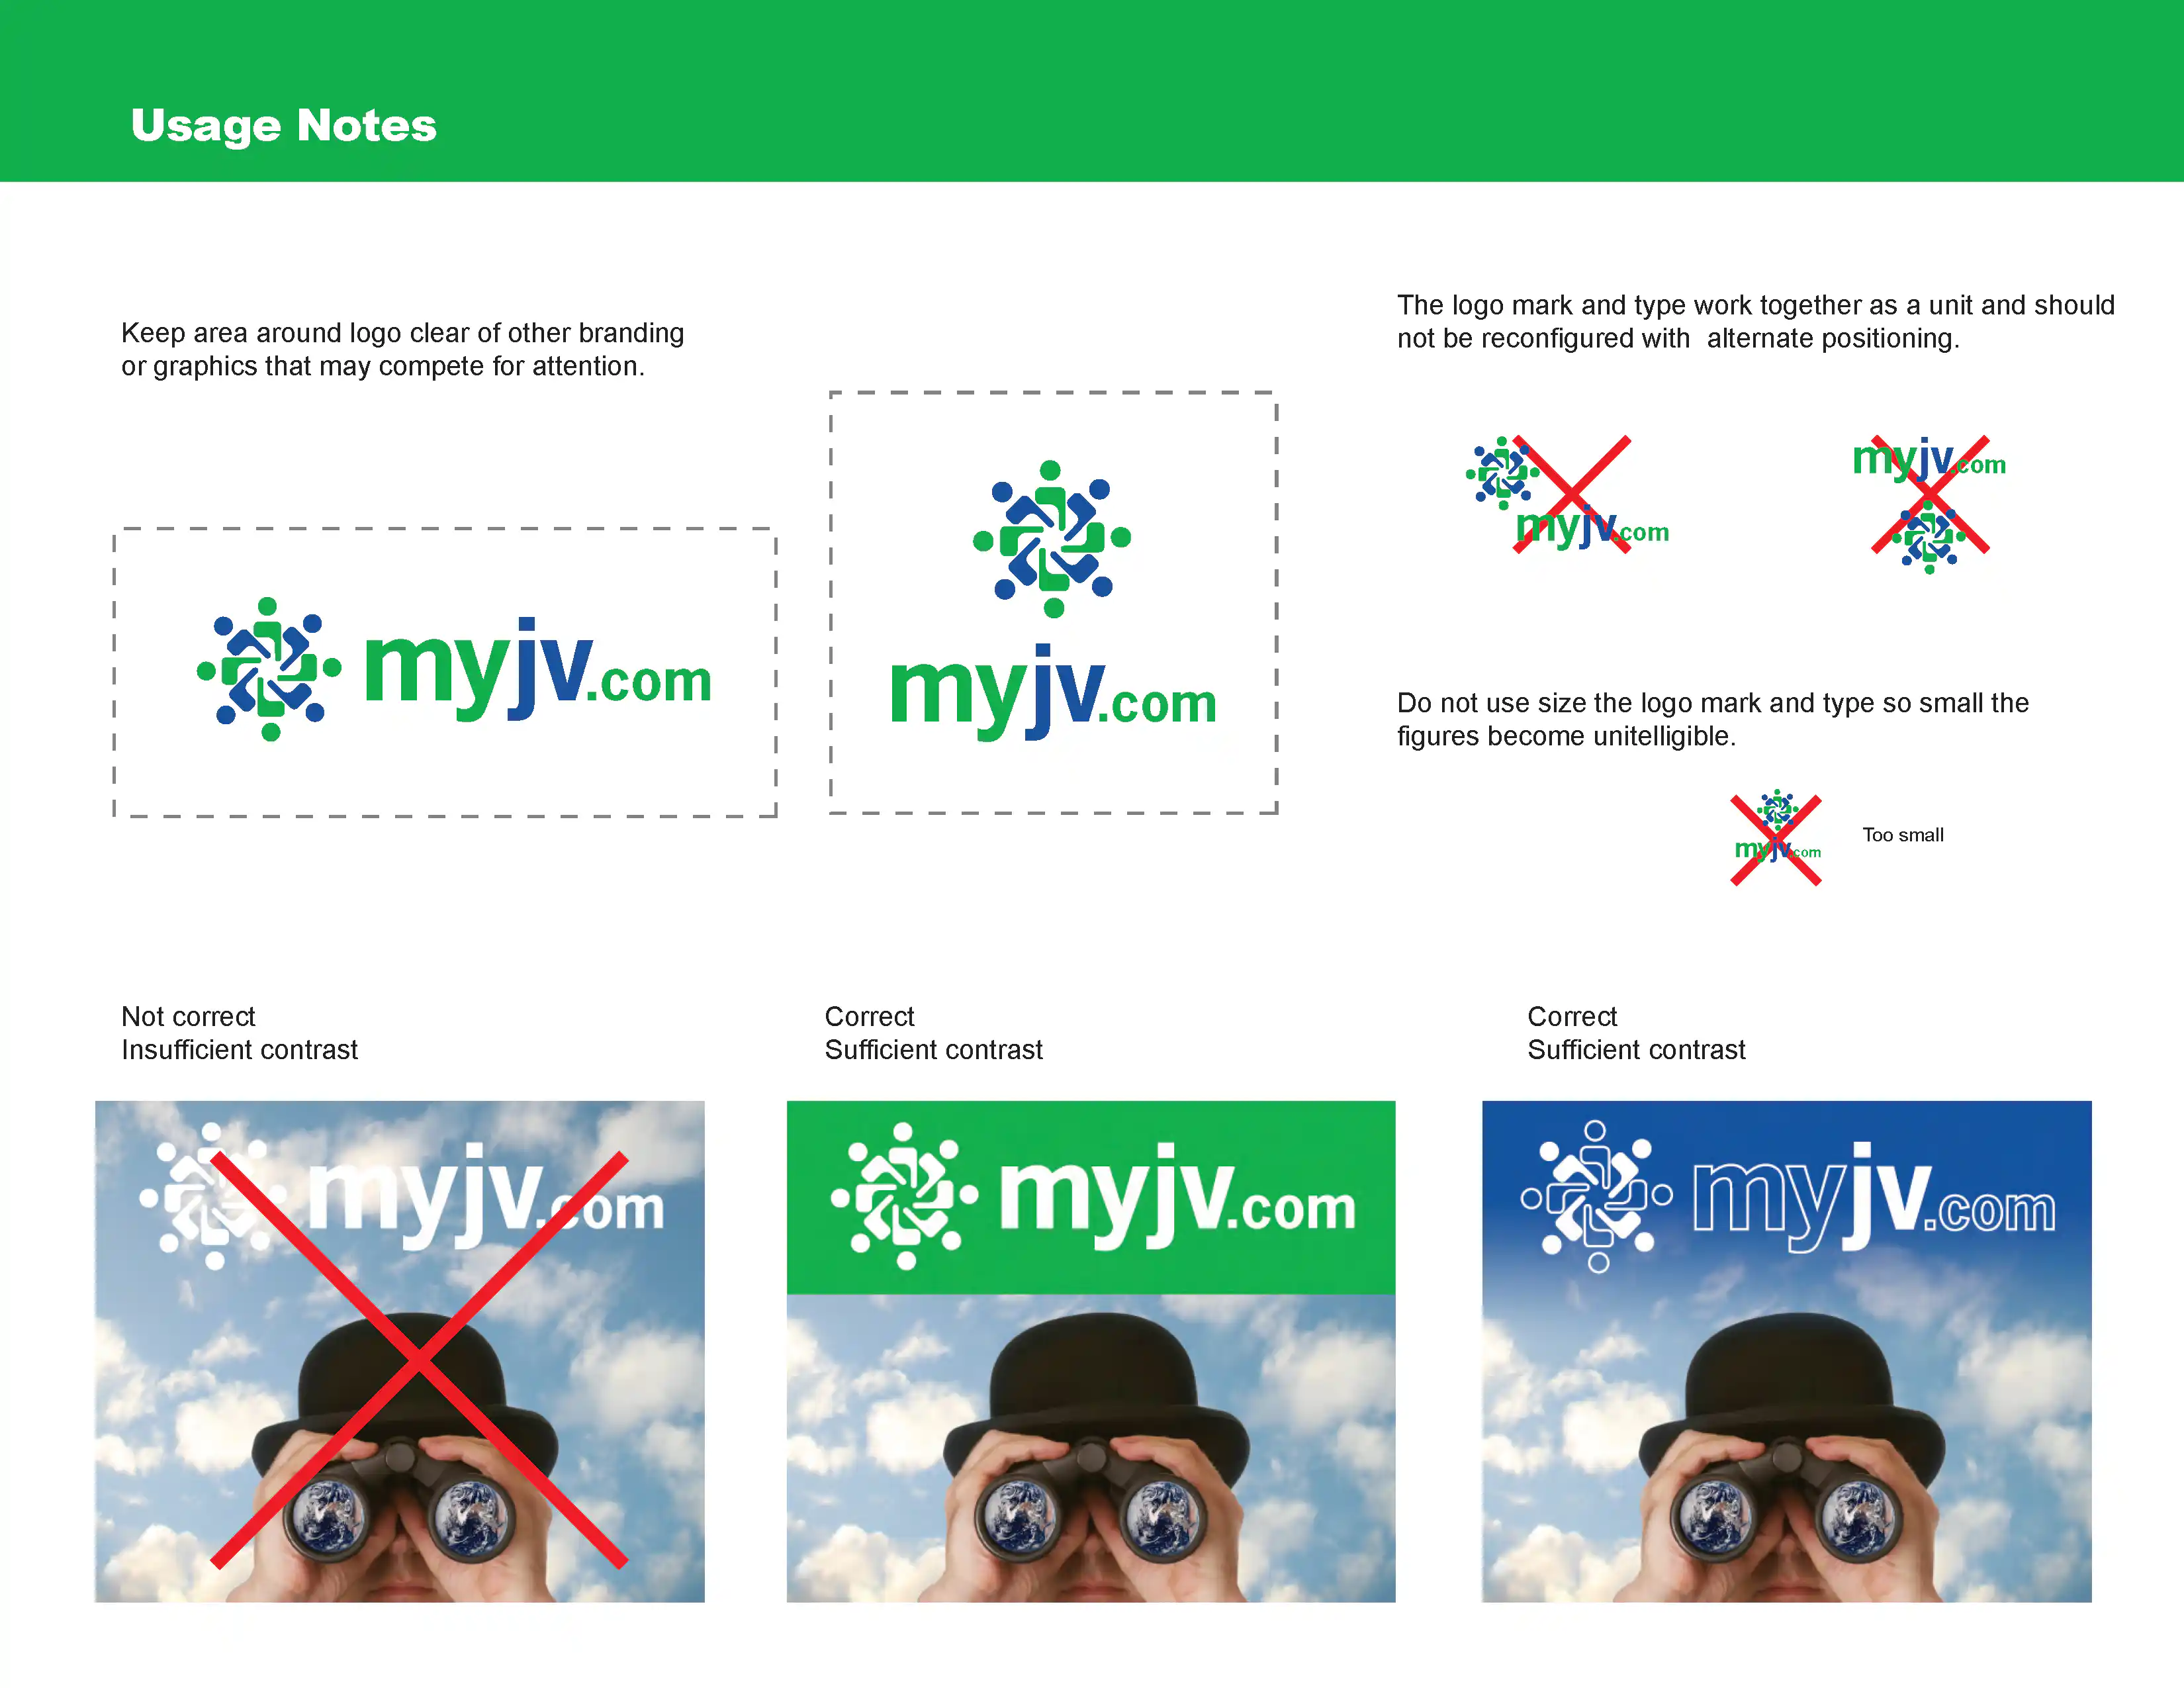 Usage Notes
Keep area around logo clear of other branding
or graphics that may compete for attention.
myjv.com
myjv.com
The logo mark and type work together as a unit and should
not be reconfigured with alternate positioning.
myjv.com
myjv.com
Do not use size the logo mark and type so small the
figures become unitelligible.
myjv.com
Too small
Not correct
Insufficient contrast
myjv.com
Correct
Sufficient contrast
myjv.com
Correct
Sufficient contrast
myjv.com